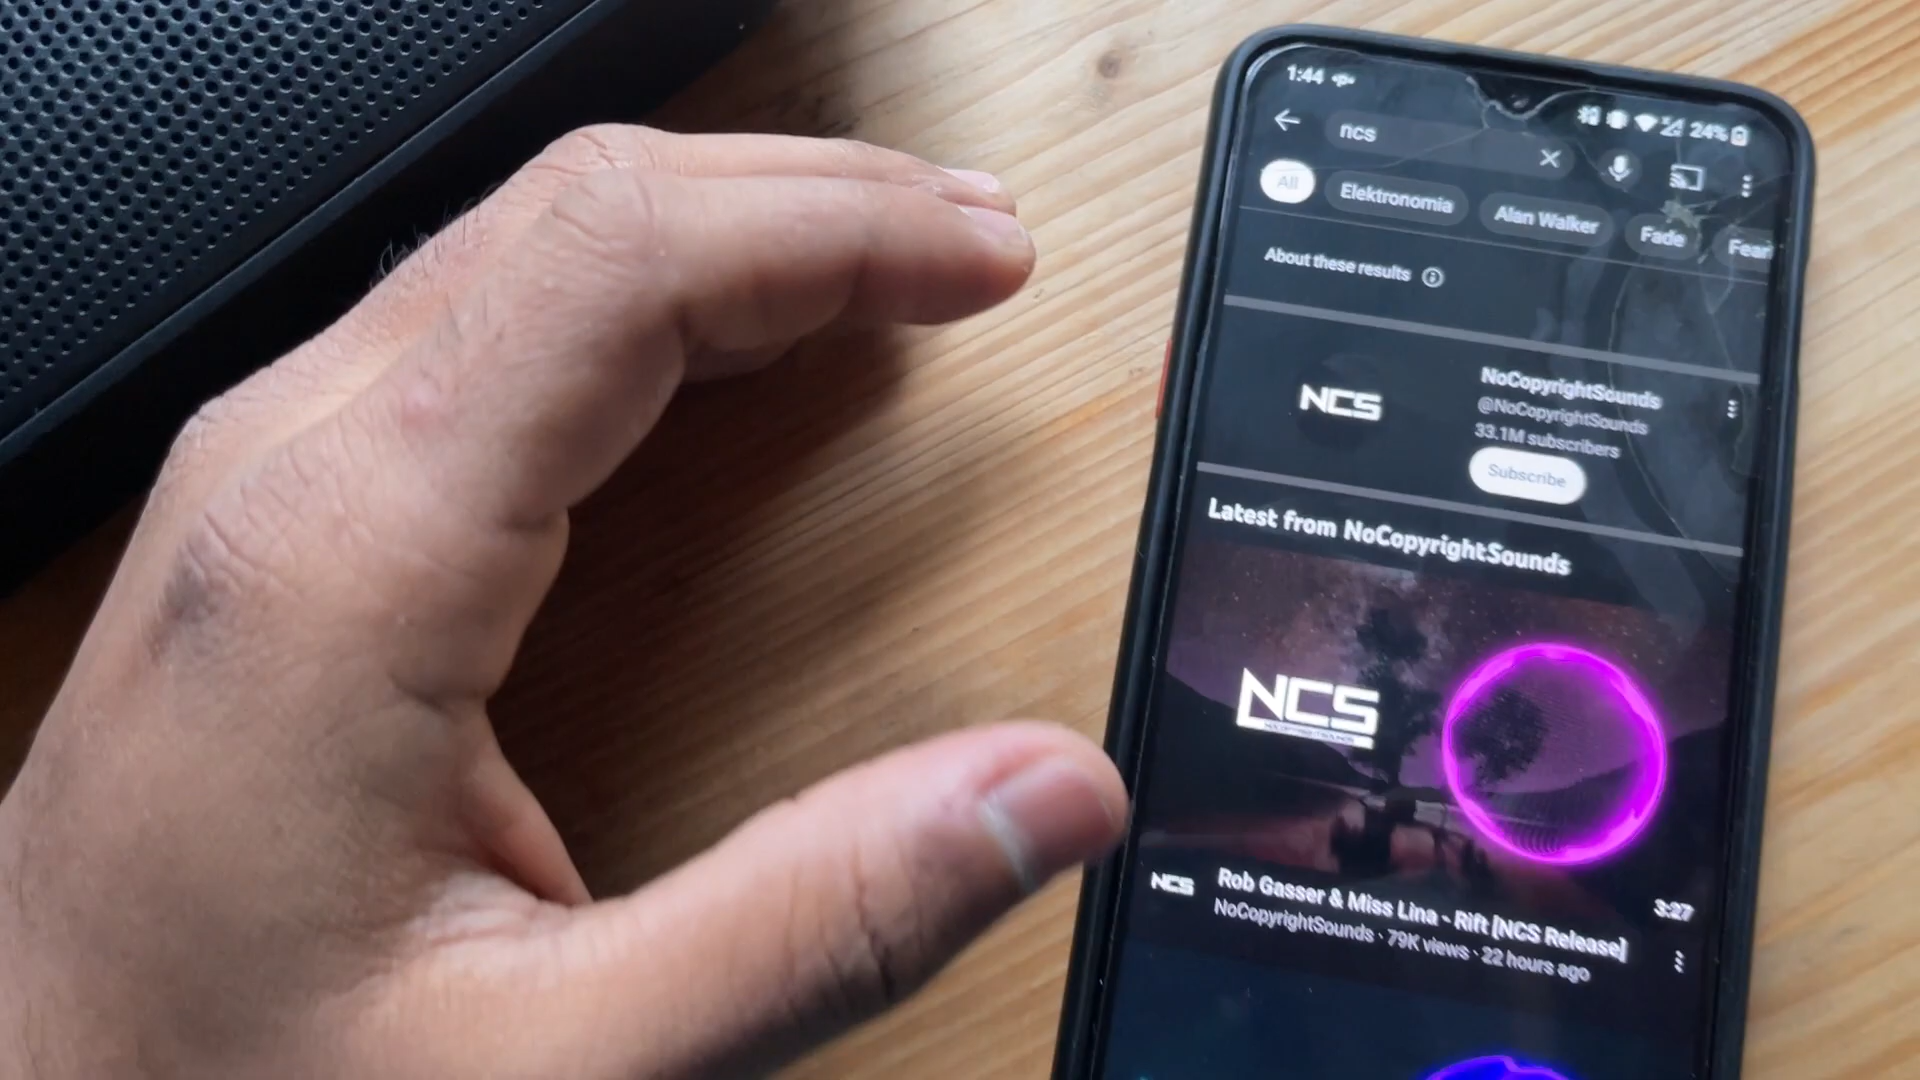 1:44
24%
ncs
All Elektronomia Alan Walker Fade Fear
About these results
NCS
NoCopyrightSounds
@NoCopyrightSounds
33.1M subscribers
Subscribe
Latest from NoCopyrightSounds
NCS
3:27
NCS
Rob Gasser & Miss Lina - Rift [NCS Release]
NoCopyrightSounds · 79K views · 22 hours ago